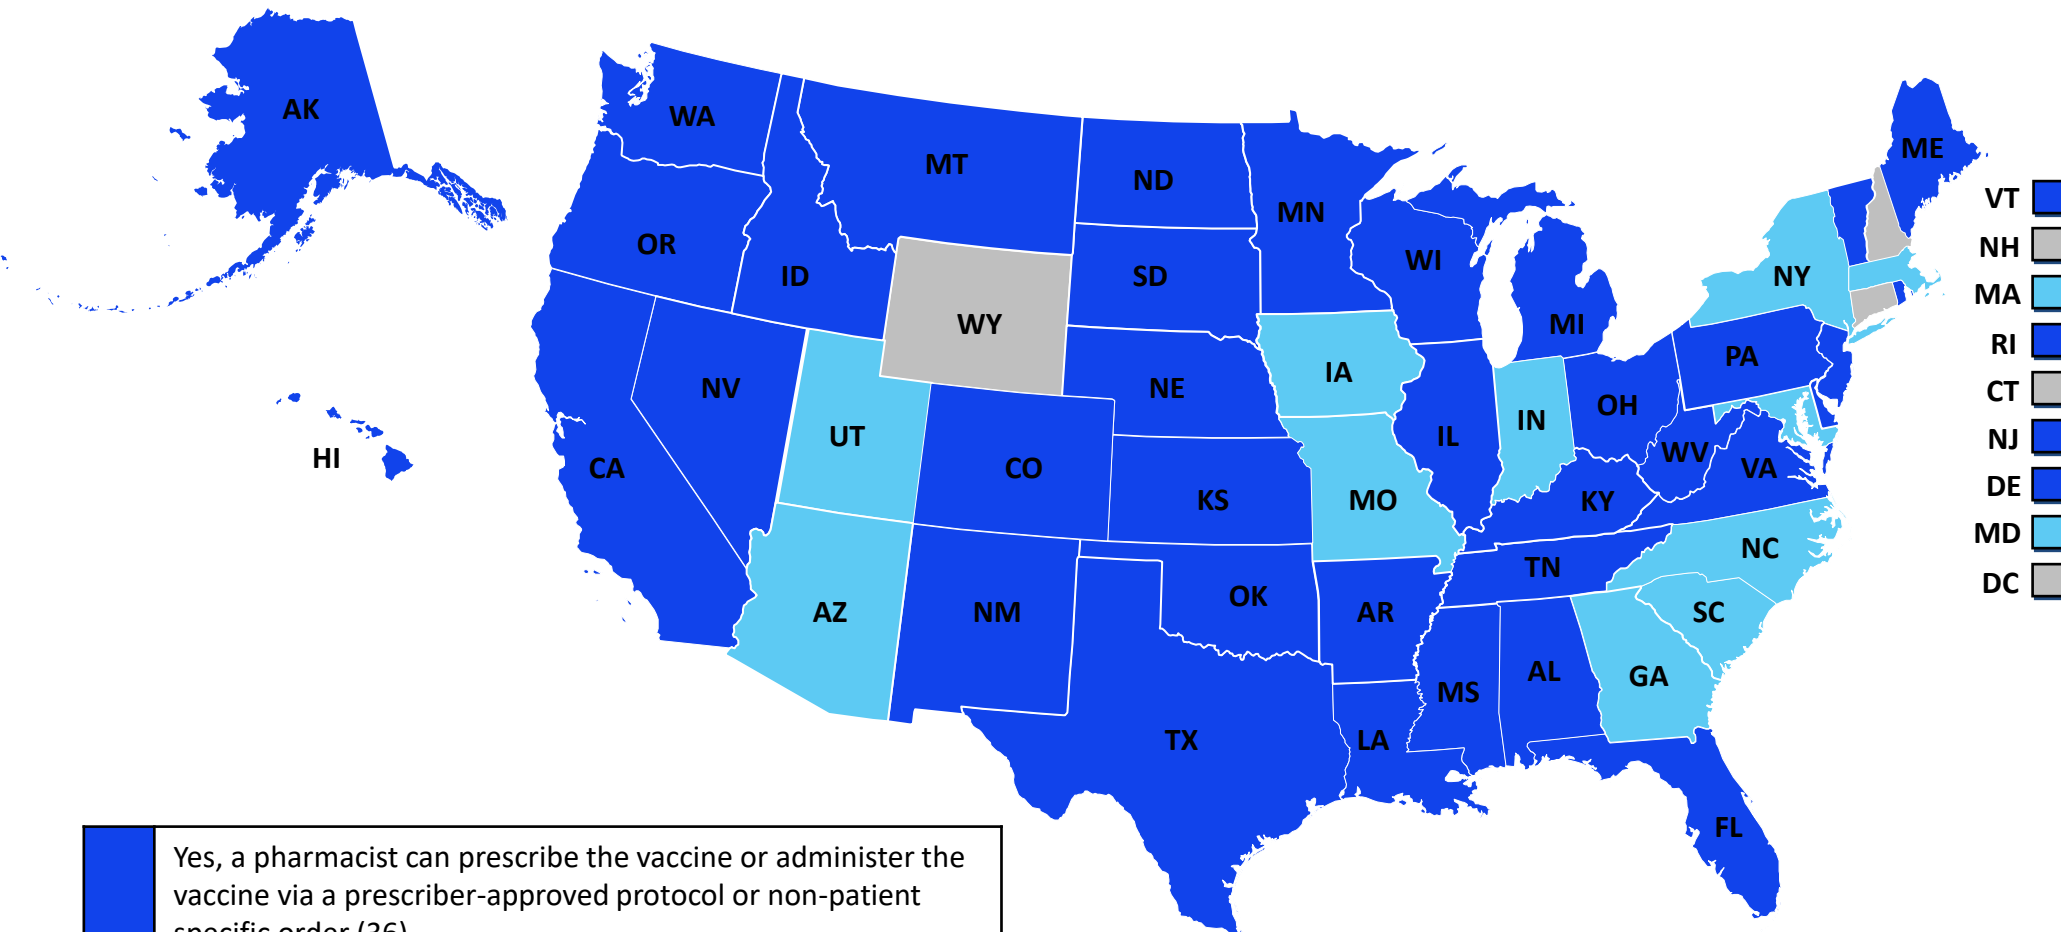 AK
WA
MT
ND
MN
ME
VT
OR
ID
SD
WI
NY
NH
MA
WY
MI
RI
NV
NE
IA
PA
CT
UT
IN
OH
NJ
HI
CA
CO
KS
MO
IL
KY
WV
VA
DE
MD
AZ
NM
OK
AR
TN
NC
DC
SC
MS
AL
GA
TX
LA
FL
Yes, a pharmacist can prescribe the vaccine or administer the
vaccine via a prescriber-approved protocol or non-patient
specific order (36)